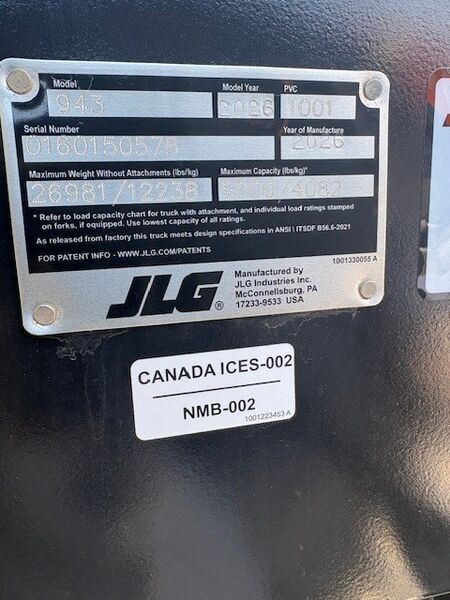 Model Model Year PVC
943 2026 1001
Serial Number Year of Manufacture
0160150578 2026
Maximum Weight Without Attachments (lbs/kg) Maximum Capacity (lbs/kg)*
26981/12238 9000/4082
* Refer to load capacity chart for truck with attachment, and individual load ratings stamped
on forks, if equipped. Use lowest capacity of all ratings.
As released from factory this truck meets design specifications in ANSI \ ITSDF B56.6-2021
FOR PATENT INFO - WWW.JLG.COM/PATENTS
1001330055 A
JLG®
Manufactured by
JLG Industries Inc.
McConnellsburg, PA
17233-9533 USA
CANADA ICES-002
NMB-002
1001223453 A